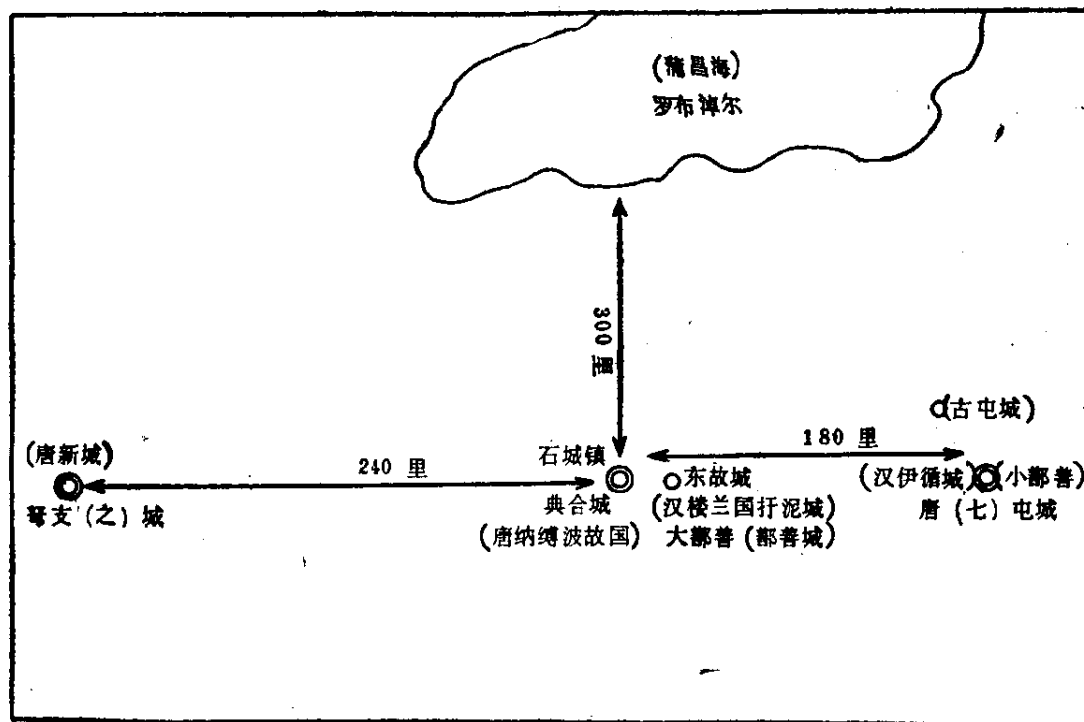 (蒲昌海)
罗布淖尔
300 里
(古屯城)
180 里
(唐新城)
240 里
石城镇
东故城
(汉伊循城)
(小鄯善)
弩支 (之) 城
典合城
(汉楼兰国扜泥城)
唐 (七) 屯城
(唐纳缚波故国)
大鄯善 (鄯善城)